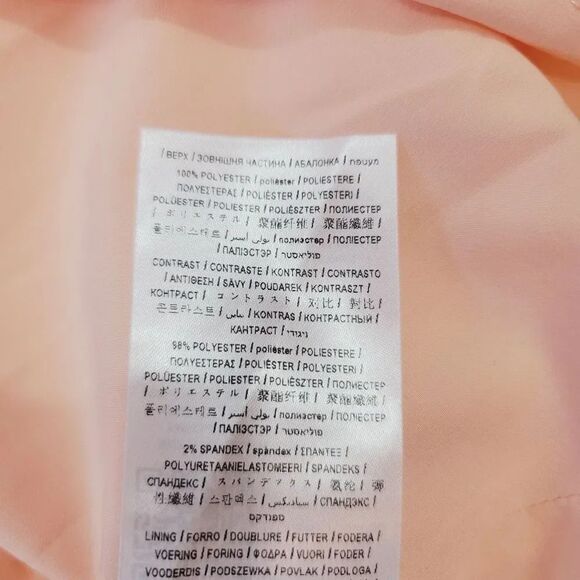 / ВЕРХ / ЗОВНІШНЯ ЧАСТИНА / АБАЛОНКА / מעטפת
100% POLYESTER / poliéster / POLIESTERE /
ΠΟΛΥΕΣΤΕΡΑΣ / POLIÉSTER / POLYESTERI /
POLÜESTER / POLIESTER / POLIÉSZTER / ПОЛИЕСТЕР
/ ポリエステル / 聚酯纤维 / 聚酯纖維 /
폴리에스테르 / بولي أستر / полиэстер / ПОЛІЕСТЕР
/ ПАЛІЭСТЭР / פוליאסטר
CONTRAST / CONTRASTE / KONTRAST / CONTRASTO
/ ΑΝΤΙΘΕΣΗ / SÄVY / POUDAREK / KONTRASZT /
КОНТРАСТ / コントラスト / 对比 / 對比 /
콘트라스트 / تباين / KONTRAS / КОНТРАСТНЫЙ /
КАНТРАСТ / ניגודי
98% POLYESTER / poliéster / POLIESTERE /
ΠΟΛΥΕΣΤΕΡΑΣ / POLIÉSTER / POLYESTERI /
POLÜESTER / POLIESTER / POLIÉSZTER / ПОЛИЕСТЕР
/ ポリエステル / 聚酯纤维 / 聚酯纖維 /
폴리에스테르 / بولي أستر / полиэстер / ПОЛІЕСТЕР
/ ПАЛІЭСТЭР / פוליאסטר
2% SPANDEX / spándex / ΣΠΑΝΤΕΞ /
POLYURETAANIELASTOMEERI / SPANDEKS /
СПАНДЕКС / スパンデックス / 氨纶 / 彈
性纖維 / 스판덱스 / سباندكس / СПАНДЭКС /
ספנדקס
LINING / FORRO / DOUBLURE / FUTTER / FODERA /
VOERING / FORING / ΦΟΔΡΑ / VUORI / FODER /
VOODERDIS / PODSZEWKA / POVLAK / PODLOGA /